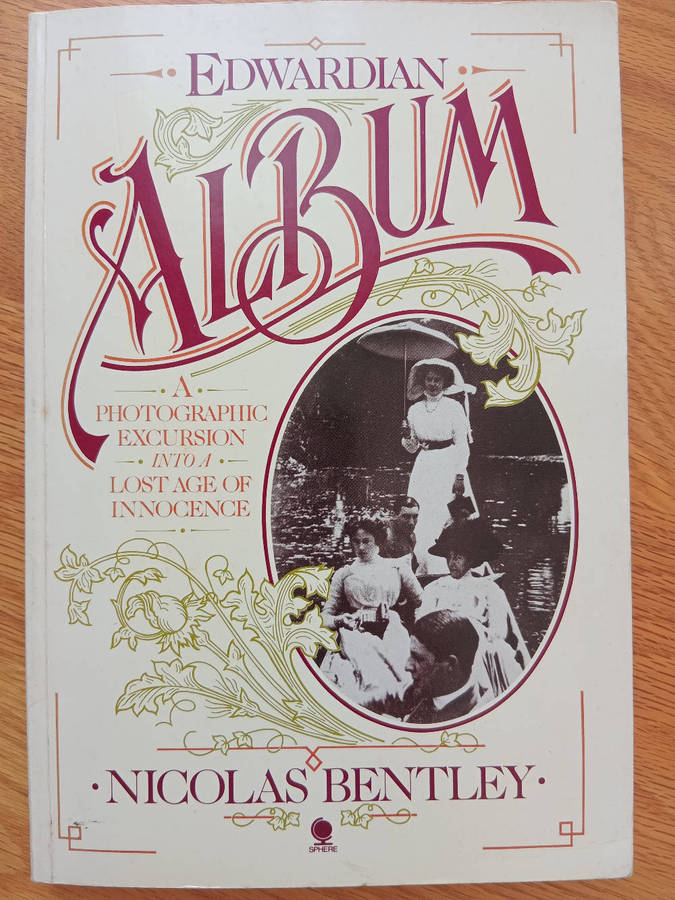 EDWARDIAN
ALBUM
A
PHOTOGRAPHIC
EXCURSION
INTO A
LOST AGE OF
INNOCENCE
NICOLAS BENTLEY
SPHERE